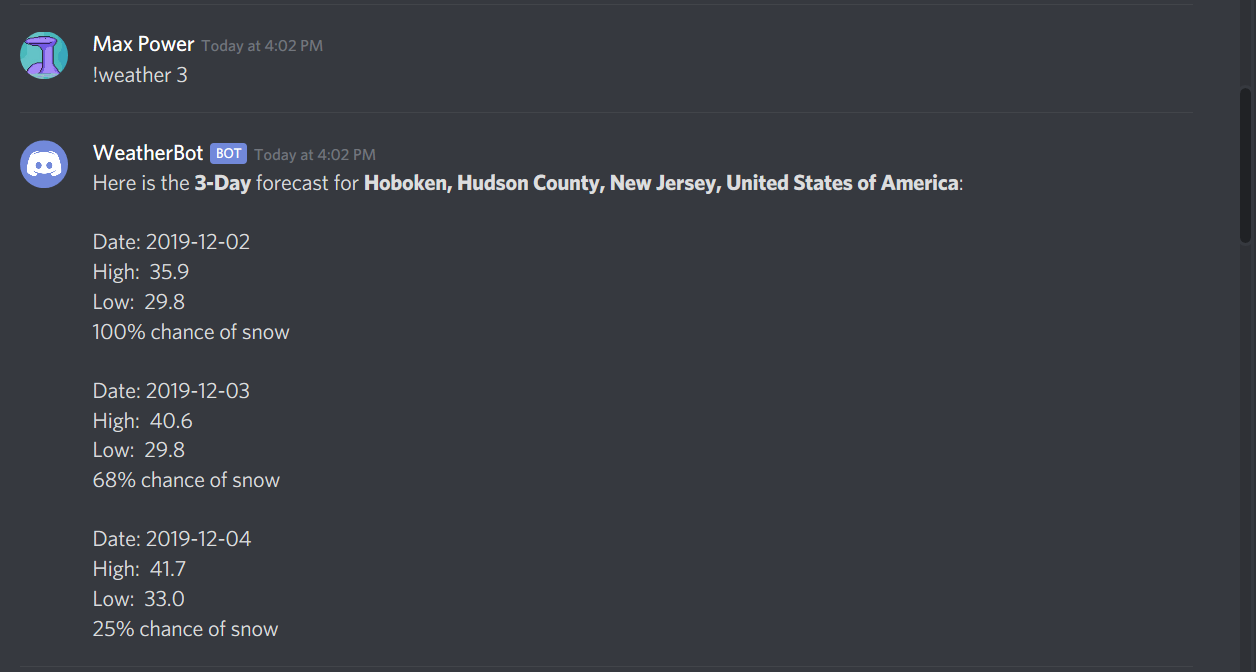 Max Power Today at 4:02 PM
!weather 3
WeatherBot BOT Today at 4:02 PM
Here is the 3-Day forecast for Hoboken, Hudson County, New Jersey, United States of America:
Date: 2019-12-02
High:  35.9
Low:  29.8
100% chance of snow
Date: 2019-12-03
High:  40.6
Low:  29.8
68% chance of snow
Date: 2019-12-04
High:  41.7
Low:  33.0
25% chance of snow